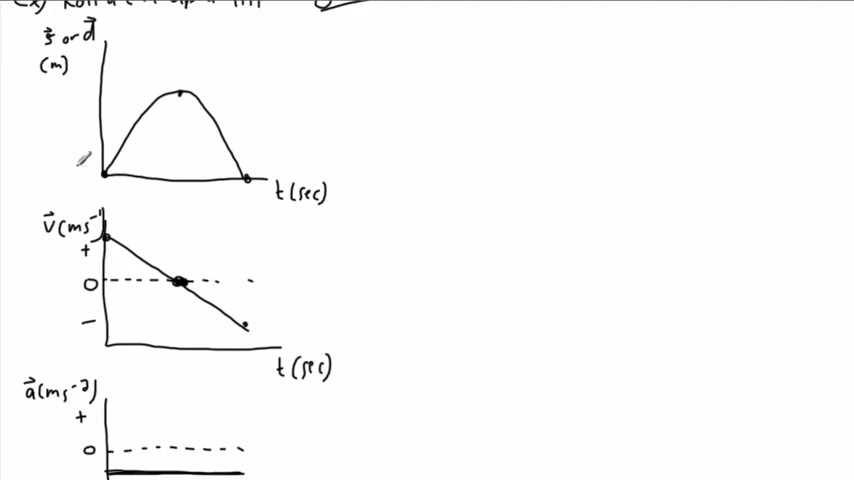 s⃗ or d⃗
(m)
t(sec)
v⃗(ms⁻¹)
+
0
−
t(sec)
a⃗(ms⁻²)
+
0